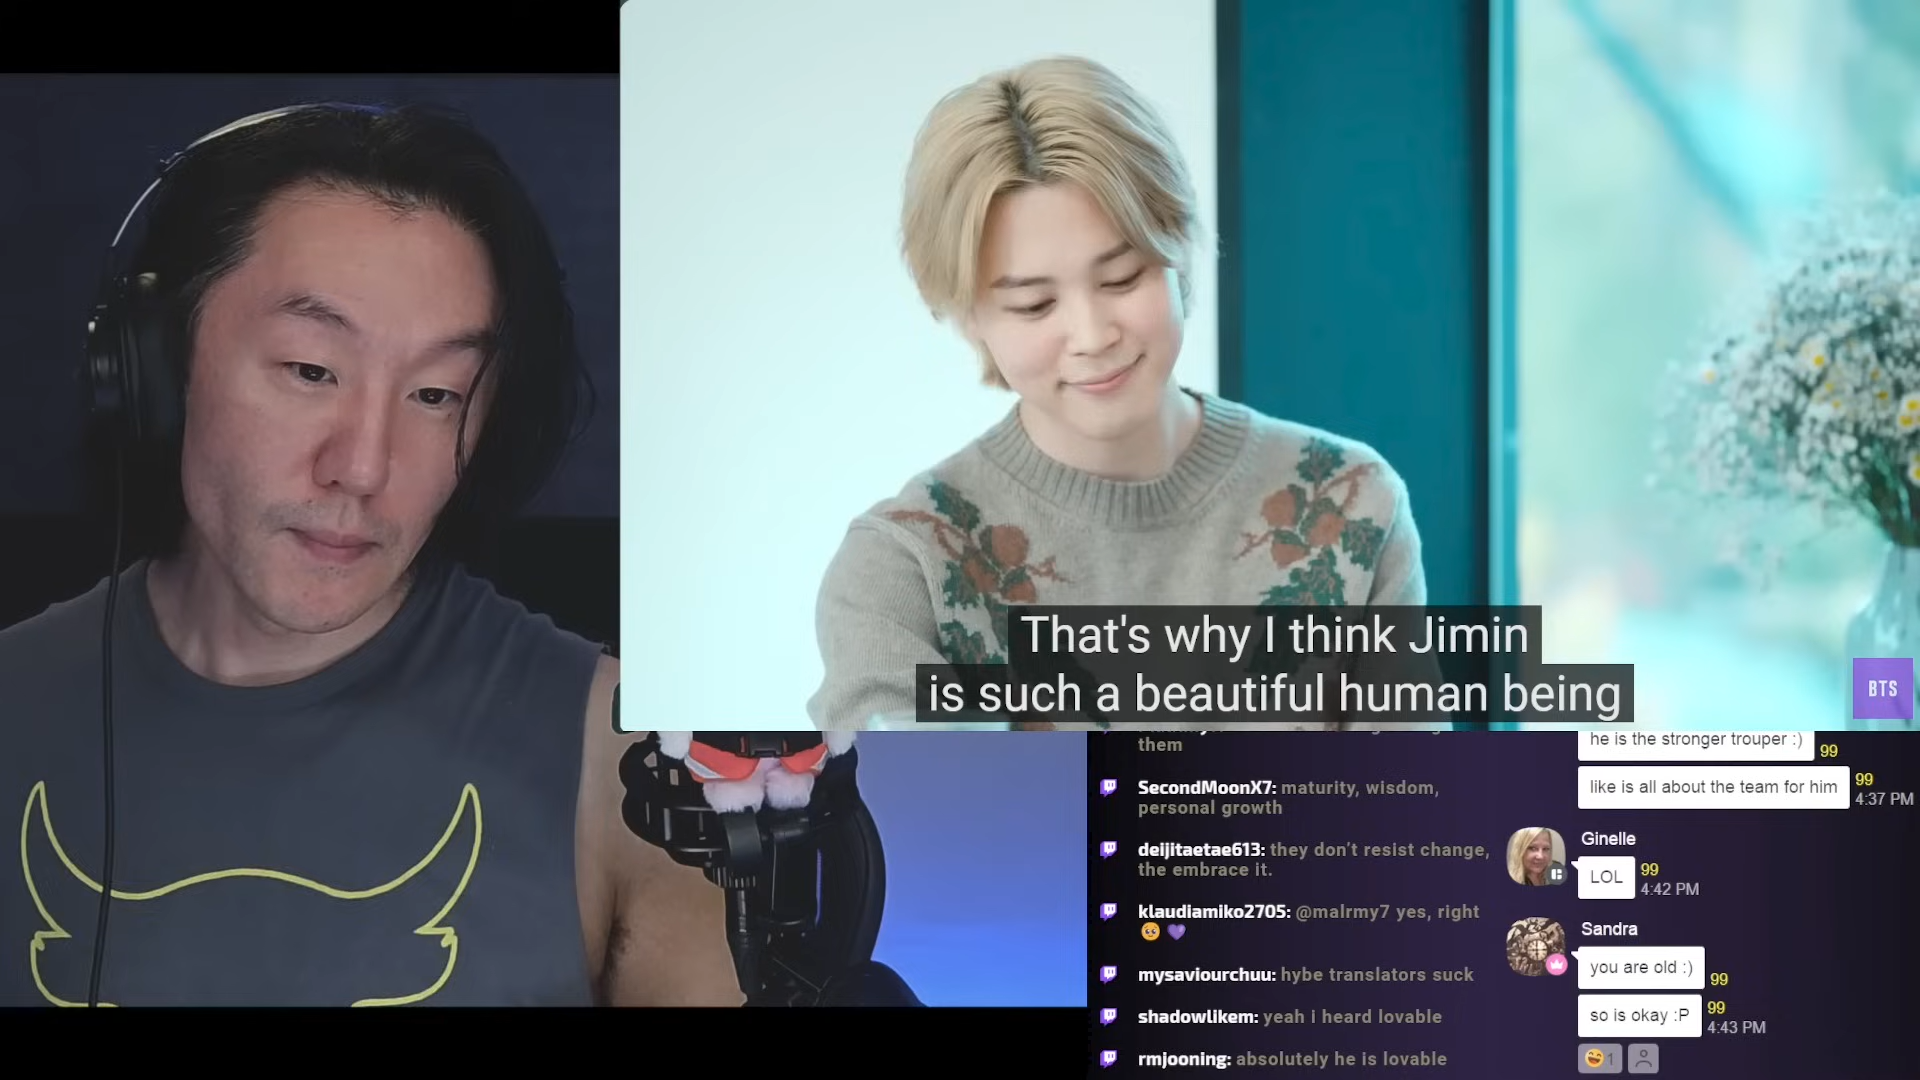 That's why I think Jimin
is such a beautiful human being
BTS
them
SecondMoonX7: maturity, wisdom,
personal growth
deijitaetae613: they don't resist change,
the embrace it.
klaudiamiko2705: @malrmy7 yes, right
🥺 💜
mysaviourchuu: hybe translators suck
shadowlikem: yeah i heard lovable
rmjooning: absolutely he is lovable
he is the stronger trouper :)
99
like is all about the team for him
99
4:37 PM
Ginelle
LOL
99
4:42 PM
Sandra
you are old :)
99
so is okay :P
99
4:43 PM
😄 1